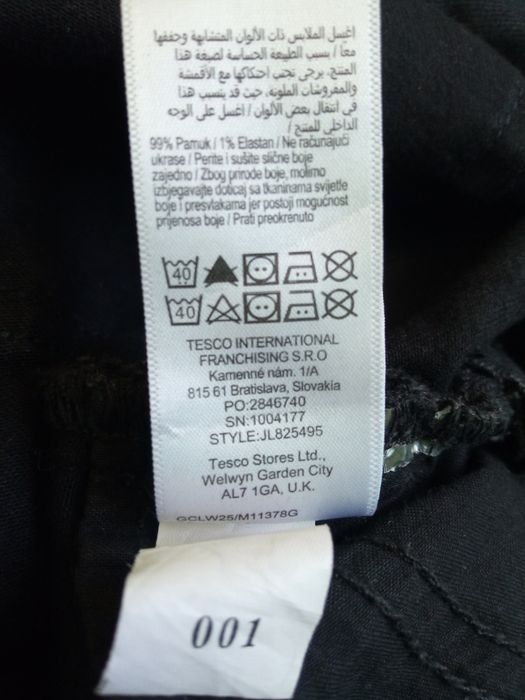 اغسل الملابس ذات الألوان المتشابهة وجففها
معاً / بسبب الطبيعة الحساسة لصبغة هذا
المنتج، يرجى تجنب احتكاكها مع الأقمشة
والمفروشات الملونة، حيث قد يتسبب هذا
في انتقال بعض الألوان / اغسل على الوجه
الداخلي للمنتج /
99% Pamuk / 1% Elastan / Ne računajući
ukrase / Perite i sušite slične boje
zajedno / Zbog prirode boje, molimo
izbjegavajte doticaj sa tkaninama svijetle
boje i presvlakama jer postoji mogućnost
prijenosa boje / Prati preokrenuto
40
40
TESCO INTERNATIONAL
FRANCHISING S.R.O
Kamenné nám. 1/A
815 61 Bratislava, Slovakia
PO:2846740
SN:1004177
STYLE:JL825495
Tesco Stores Ltd.,
Welwyn Garden City
AL7 1GA, U.K.
GCLW25/M11378G
001